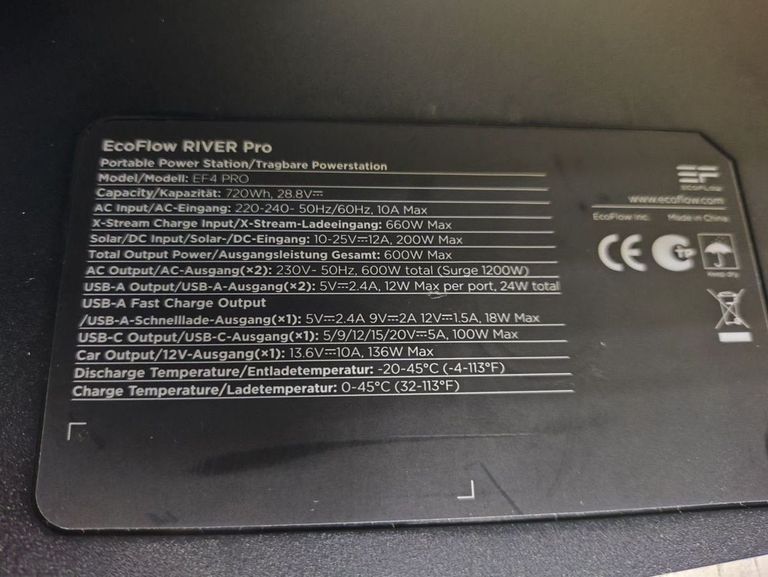 EcoFlow RIVER Pro
Portable Power Station/Tragbare Powerstation
Model/Modell: EF4 PRO
Capacity/Kapazität: 720Wh, 28.8V⎓
AC Input/AC-Eingang: 220-240~ 50Hz/60Hz, 10A Max
X-Stream Charge Input/X-Stream-Ladeeingang: 660W Max
Solar/DC Input/Solar-/DC-Eingang: 10-25V⎓12A, 200W Max
Total Output Power/Ausgangsleistung Gesamt: 600W Max
AC Output/AC-Ausgang(×2): 230V~ 50Hz, 600W total (Surge 1200W)
USB-A Output/USB-A-Ausgang(×2): 5V⎓2.4A, 12W Max per port, 24W total
USB-A Fast Charge Output
/USB-A-Schnelllade-Ausgang(×1): 5V⎓2.4A 9V⎓2A 12V⎓1.5A, 18W Max
USB-C Output/USB-C-Ausgang(×1): 5/9/12/15/20V⎓5A, 100W Max
Car Output/12V-Ausgang(×1): 13.6V⎓10A, 136W Max
Discharge Temperature/Entladetemperatur: -20-45°C (-4-113°F)
Charge Temperature/Ladetemperatur: 0-45°C (32-113°F)
EF
ECOFLOW
www.ecoflow.com
EcoFlow Inc. Made in China
CE
keep dry